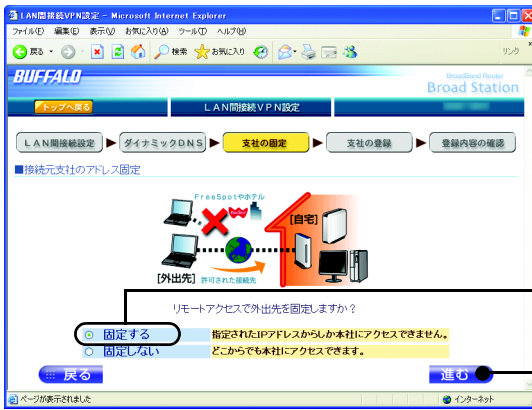 LAN間接続VPN設定 - Microsoft Internet Explorer
ファイル(F) 編集(E) 表示(V) お気に入り(A) ツール(T) ヘルプ(H)
戻る 検索 お気に入り リンク »
BUFFALO
BroadBand Router
Broad Station
トップへ戻る LAN間接続VPN設定
LAN間接続設定 ダイナミックDNS 支社の固定 支社の登録 登録内容の確認
■接続元支社のアドレス固定
FreeSpotやホテル
[自宅]
[外出先] 許可された接続先
リモートアクセスで外出先を固定しますか?
固定する 指定されたIPアドレスからしか本社にアクセスできません。
固定しない どこからでも本社にアクセスできます。
戻る 進む
ページが表示されました インターネット